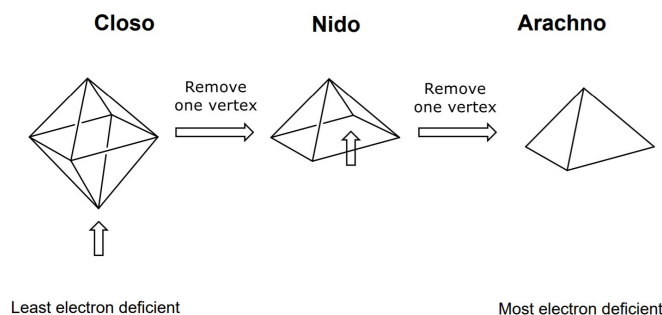 Closo
Nido
Arachno
Remove
one vertex
Remove
one vertex
Least electron deficient
Most electron deficient